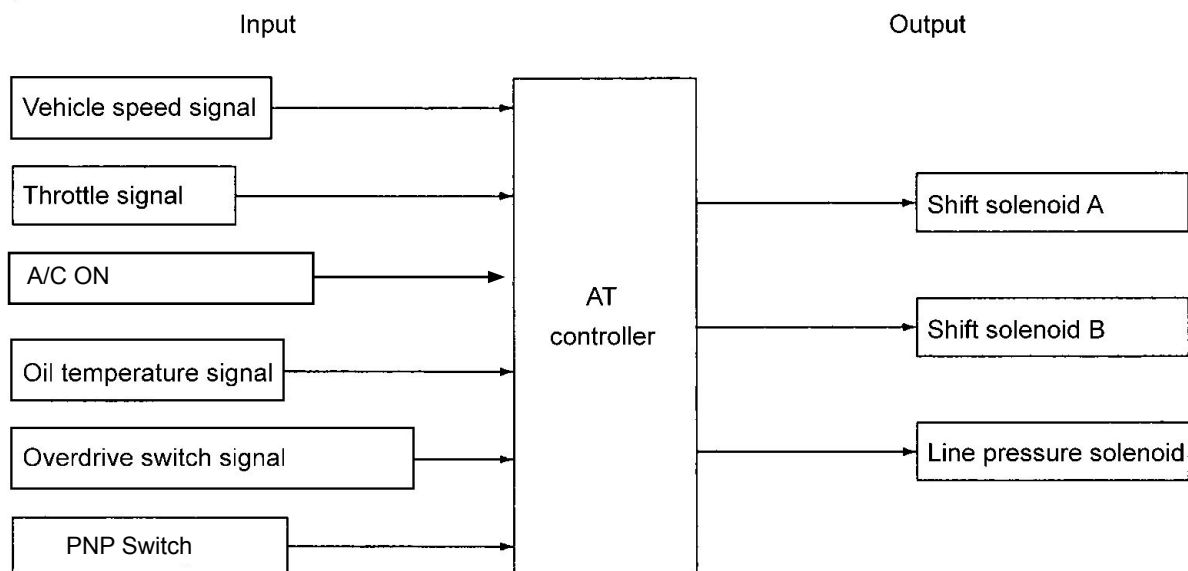 Input
Output
Vehicle speed signal
Throttle signal
A/C ON
Oil temperature signal
Overdrive switch signal
PNP Switch
AT
controller
Shift solenoid A
Shift solenoid B
Line pressure solenoid